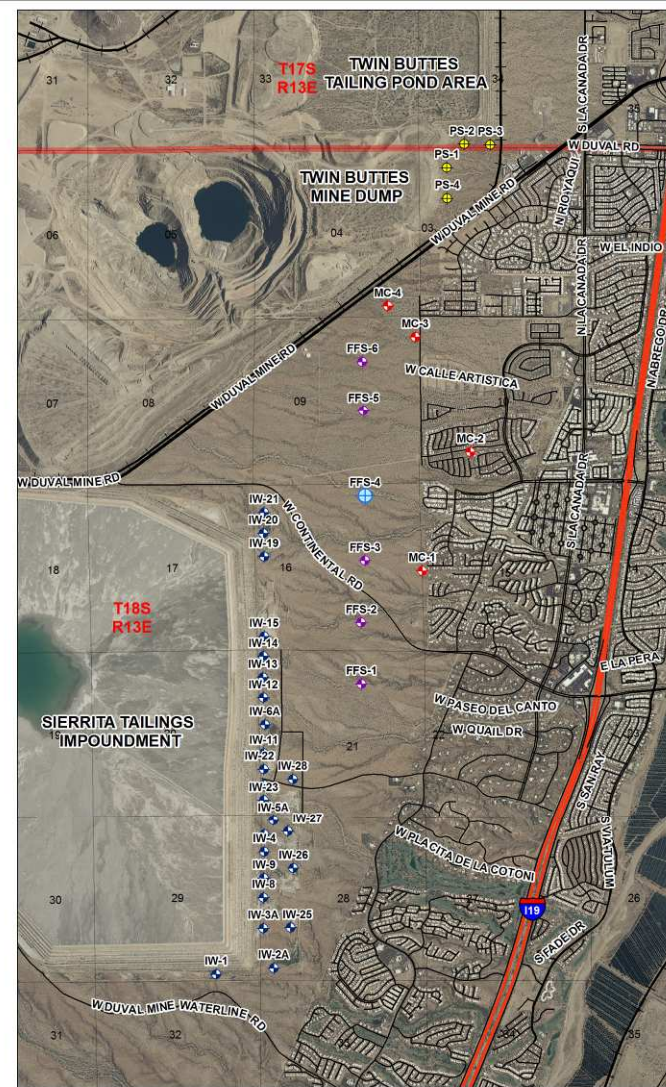 31
32
33
T17S
R13E
TWIN BUTTES
TAILING POND AREA
34
S LA CANADA DR
35
PS-2
PS-3
W DUVAL RD
PS-1
TWIN BUTTES
MINE DUMP
PS-4
N RIO YAQUI
W DUVAL MINE RD
06
05
04
03
W EL INDIO
N LA CANADA DR
N ABREGO DR
MC-4
MC-3
FFS-6
W CALLE ARTISTICA
W DUVAL MINE RD
07
08
09
FFS-5
MC-2
S LA CANADA DR
W DUVAL MINE RD
FFS-4
IW-21
IW-20
W CONTINENTAL RD
IW-19
FFS-3
MC-1
18
17
16
15
14
T18S
R13E
FFS-2
IW-15
IW-14
IW-13
E LA PERA
IW-12
FFS-1
IW-6A
W PASEO DEL CANTO
W QUAIL DR
SIERRITA TAILINGS
IMPOUNDMENT
19
20
21
22
23
IW-11
IW-22
IW-28
S SAN RAY
IW-23
IW-5A
IW-27
IW-4
S VIA TULUM
W PLACITA DE LA COTONI
IW-9
IW-26
IW-8
30
29
28
26
I19
IW-3A
IW-25
S FADE DR
IW-1
IW-2A
W DUVAL MINE WATERLINE RD
31
32
33
34
35